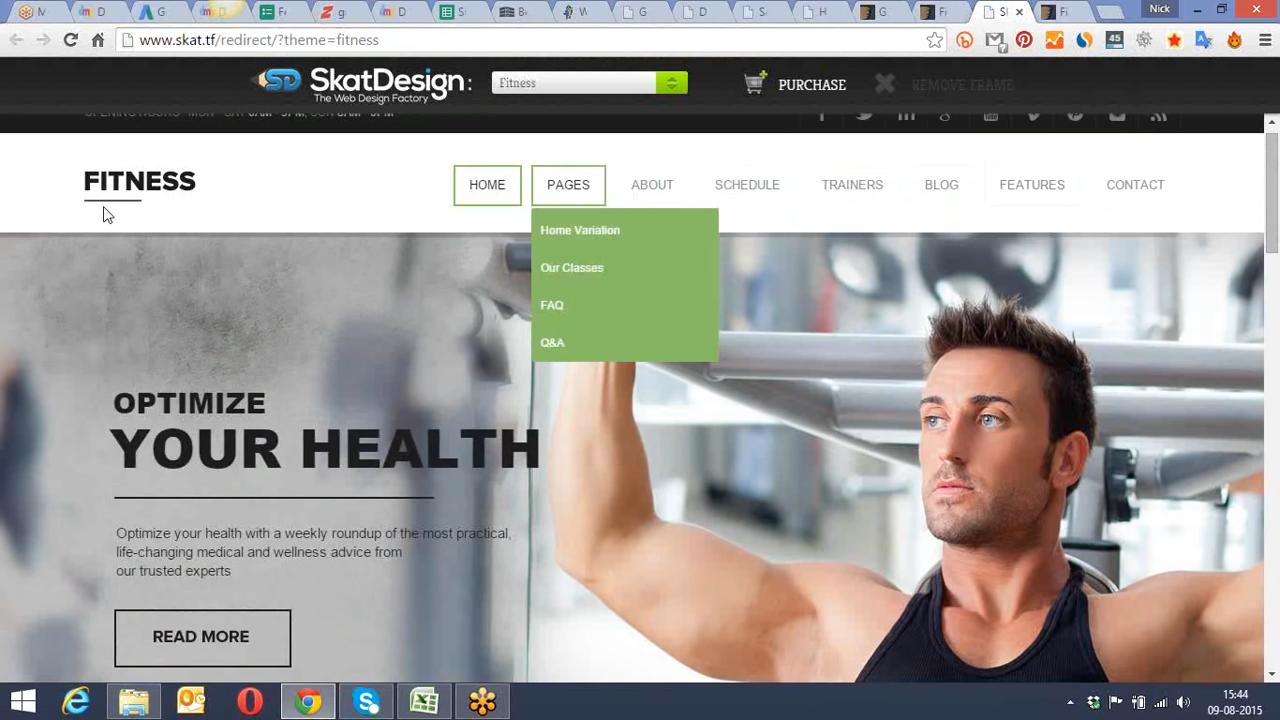 Nick
www.skat.tf/redirect/?theme=fitness
45
SkatDesign:
The Web Design Factory
Fitness
PURCHASE
REMOVE FRAME
FITNESS
HOME
PAGES
ABOUT
SCHEDULE
TRAINERS
BLOG
FEATURES
CONTACT
Home Variation
Our Classes
FAQ
Q&A
OPTIMIZE
YOUR HEALTH
Optimize your health with a weekly roundup of the most practical,
life-changing medical and wellness advice from
our trusted experts
READ MORE
15:44
09-08-2015